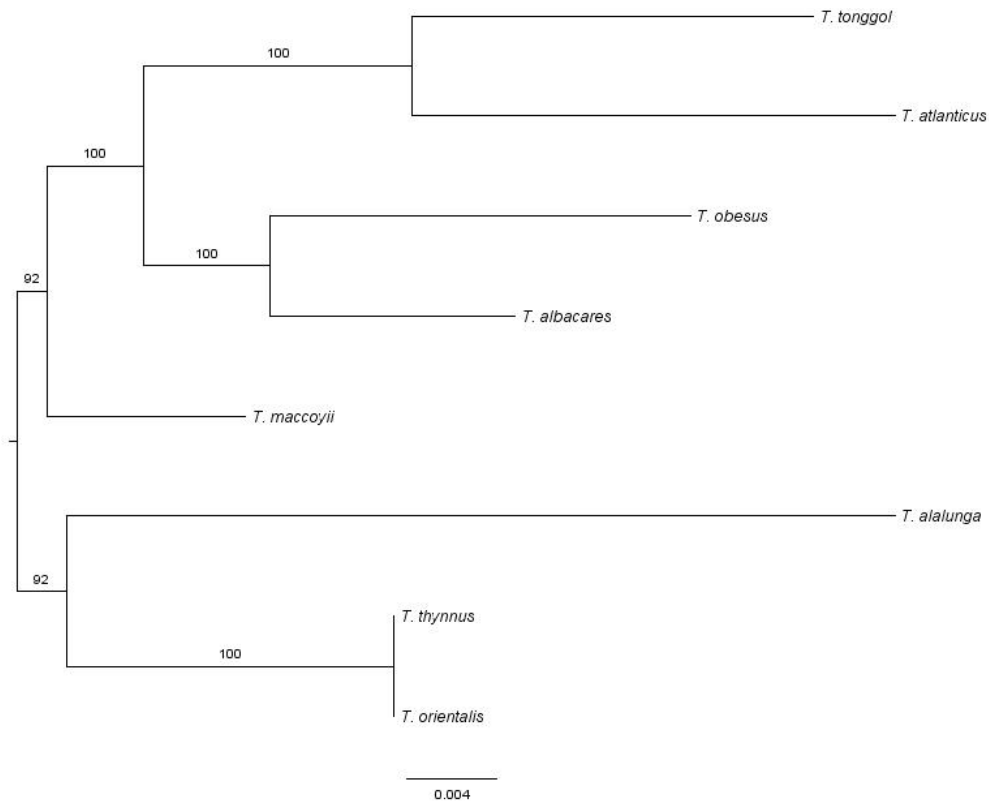 T. tonggol
100
T. atlanticus
100
T. obesus
100
92
T. albacares
T. maccoyii
T. alalunga
92
T. thynnus
100
T. orientalis
0.004